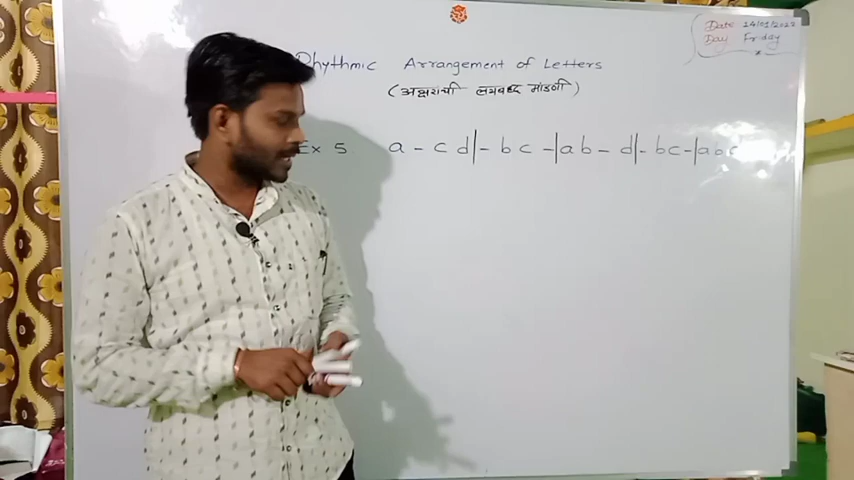 Rhythmic Arrangement of Letters
Date 14/01/2022
Day Friday
(अक्षरांची लयबद्ध मांडणी)
Ex 5 a - c d | - b c - | a b - d | - b c - | a b c